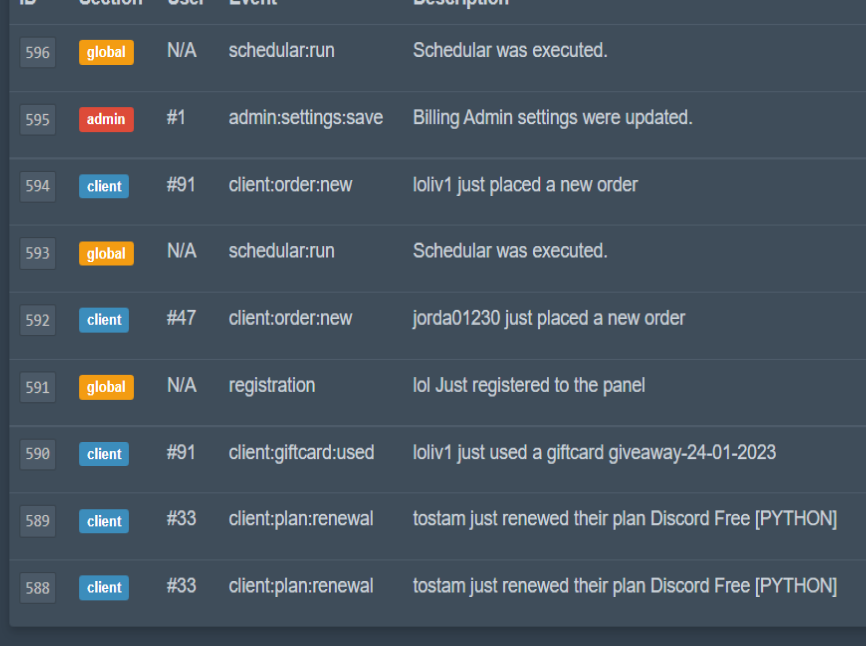 ID Section User Event Description
596 global N/A schedular:run Schedular was executed.
595 admin #1 admin:settings:save Billing Admin settings were updated.
594 client #91 client:order:new loliv1 just placed a new order
593 global N/A schedular:run Schedular was executed.
592 client #47 client:order:new jorda01230 just placed a new order
591 global N/A registration lol Just registered to the panel
590 client #91 client:giftcard:used loliv1 just used a giftcard giveaway-24-01-2023
589 client #33 client:plan:renewal tostam just renewed their plan Discord Free [PYTHON]
588 client #33 client:plan:renewal tostam just renewed their plan Discord Free [PYTHON]